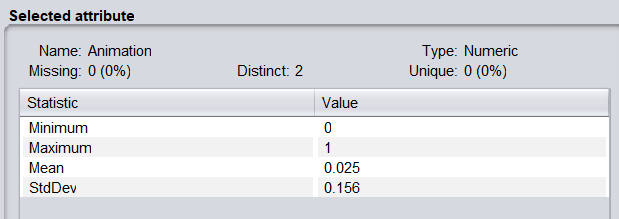 Selected attribute
Name: Animation Type: Numeric
Missing: 0 (0%) Distinct: 2 Unique: 0 (0%)
Statistic Value
Minimum 0
Maximum 1
Mean 0.025
StdDev 0.156